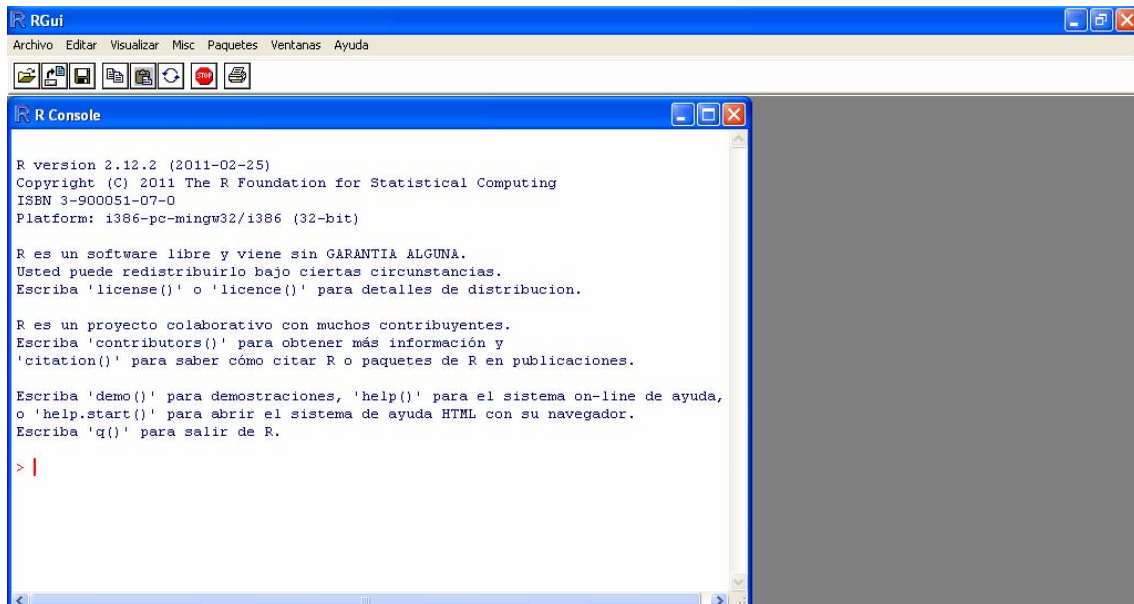 RGui
Archivo Editar Visualizar Misc Paquetes Ventanas Ayuda
STOP
R Console
R version 2.12.2 (2011-02-25)
Copyright (C) 2011 The R Foundation for Statistical Computing
ISBN 3-900051-07-0
Platform: i386-pc-mingw32/i386 (32-bit)
R es un software libre y viene sin GARANTIA ALGUNA.
Usted puede redistribuirlo bajo ciertas circunstancias.
Escriba 'license()' o 'licence()' para detalles de distribucion.
R es un proyecto colaborativo con muchos contribuyentes.
Escriba 'contributors()' para obtener más información y
'citation()' para saber cómo citar R o paquetes de R en publicaciones.
Escriba 'demo()' para demostraciones, 'help()' para el sistema on-line de ayuda,
o 'help.start()' para abrir el sistema de ayuda HTML con su navegador.
Escriba 'q()' para salir de R.
>